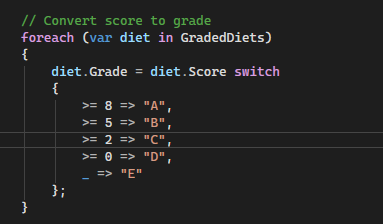 // Convert score to grade
foreach (var diet in GradedDiets)
{
    diet.Grade = diet.Score switch
    {
        >= 8 => "A",
        >= 5 => "B",
        >= 2 => "C",
        >= 0 => "D",
        _ => "E"
    };
}